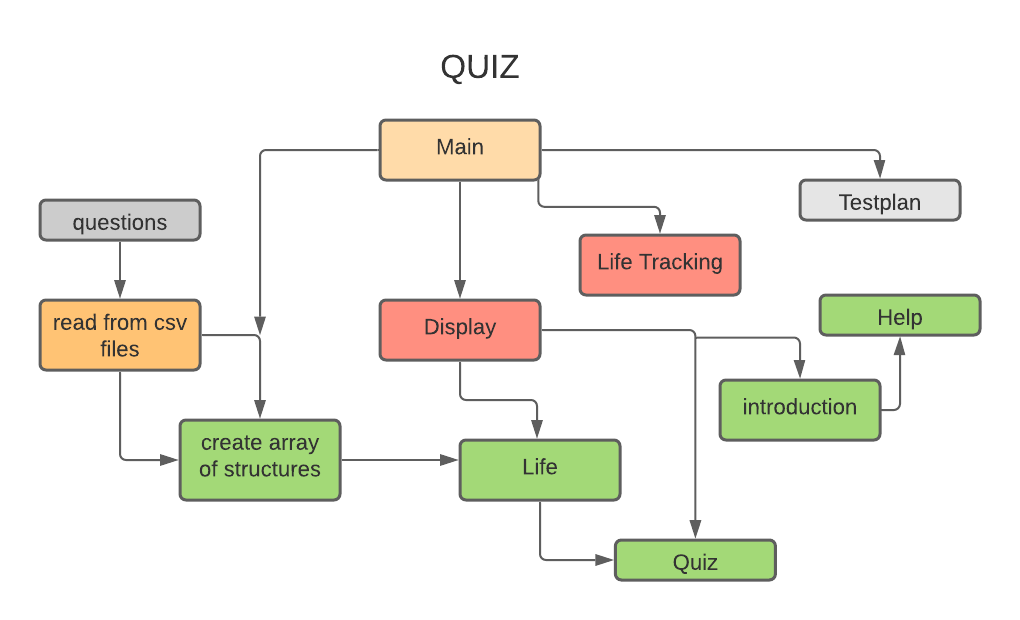 QUIZ
Main
Testplan
questions
Life Tracking
read from csv
files
Display
Help
introduction
create array
of structures
Life
Quiz